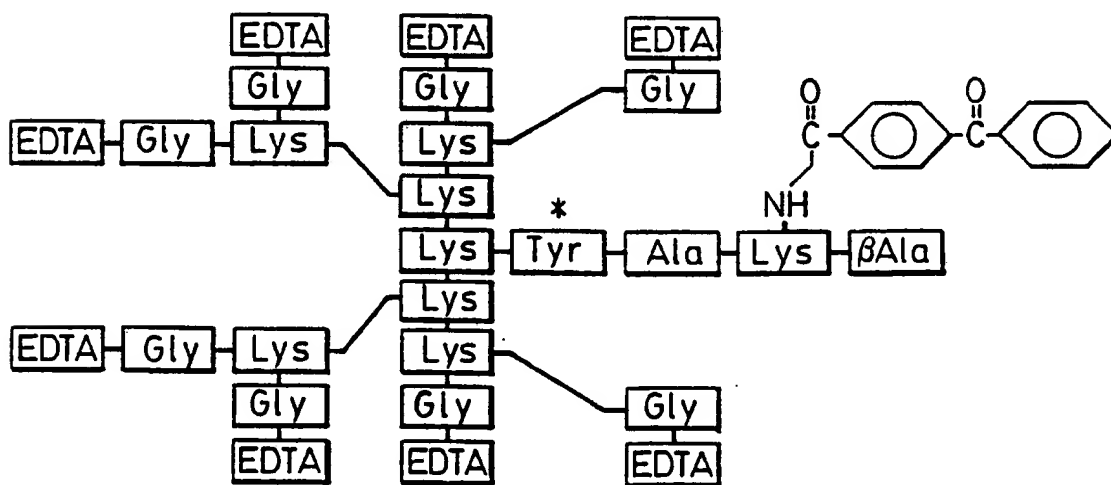 EDTA EDTA EDTA
Gly Gly Gly
O O
EDTA Gly Lys Lys C C
Lys
* NH
Lys Tyr Ala Lys βAla
Lys
EDTA Gly Lys Lys
Gly Gly Gly
EDTA EDTA EDTA